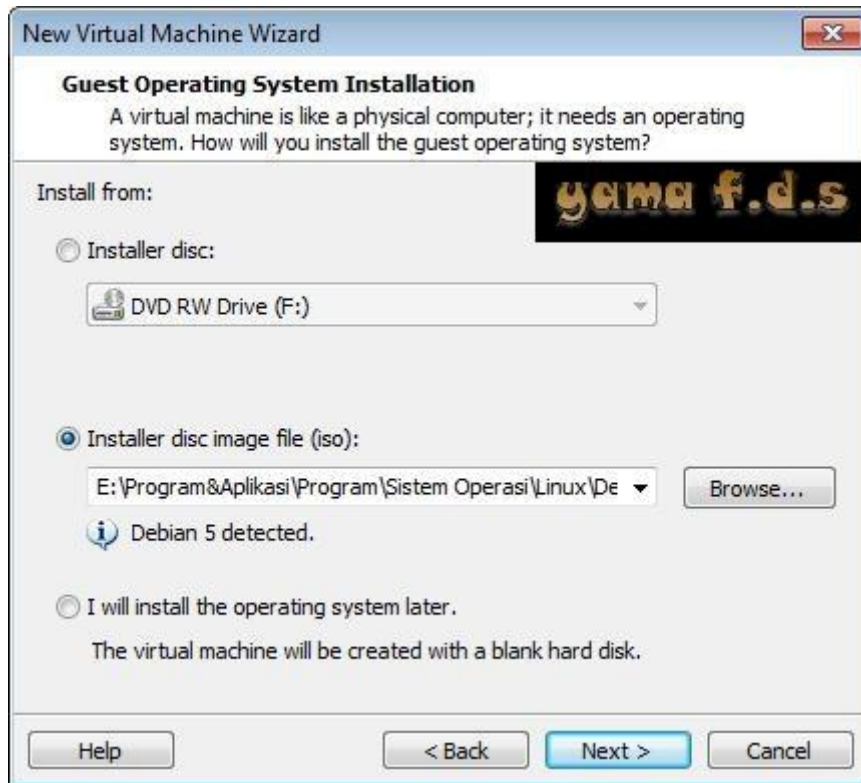 New Virtual Machine Wizard
Guest Operating System Installation
A virtual machine is like a physical computer; it needs an operating
system. How will you install the guest operating system?
Install from:
yama f.d.s
Installer disc:
DVD RW Drive (F:)
Installer disc image file (iso):
E:\Program&Aplikasi\Program\Sistem Operasi\Linux\De
Browse...
Debian 5 detected.
I will install the operating system later.
The virtual machine will be created with a blank hard disk.
Help
< Back
Next >
Cancel